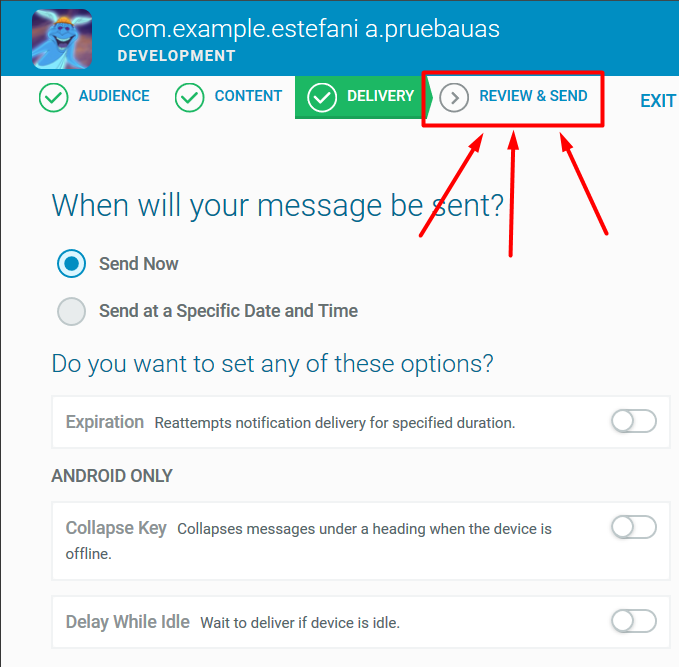 com.example.estefani a.pruebauas
DEVELOPMENT
AUDIENCE CONTENT DELIVERY REVIEW & SEND EXIT
When will your message be sent?
Send Now
Send at a Specific Date and Time
Do you want to set any of these options?
Expiration Reattempts notification delivery for specified duration.
ANDROID ONLY
Collapse Key Collapses messages under a heading when the device is
offline.
Delay While Idle Wait to deliver if device is idle.